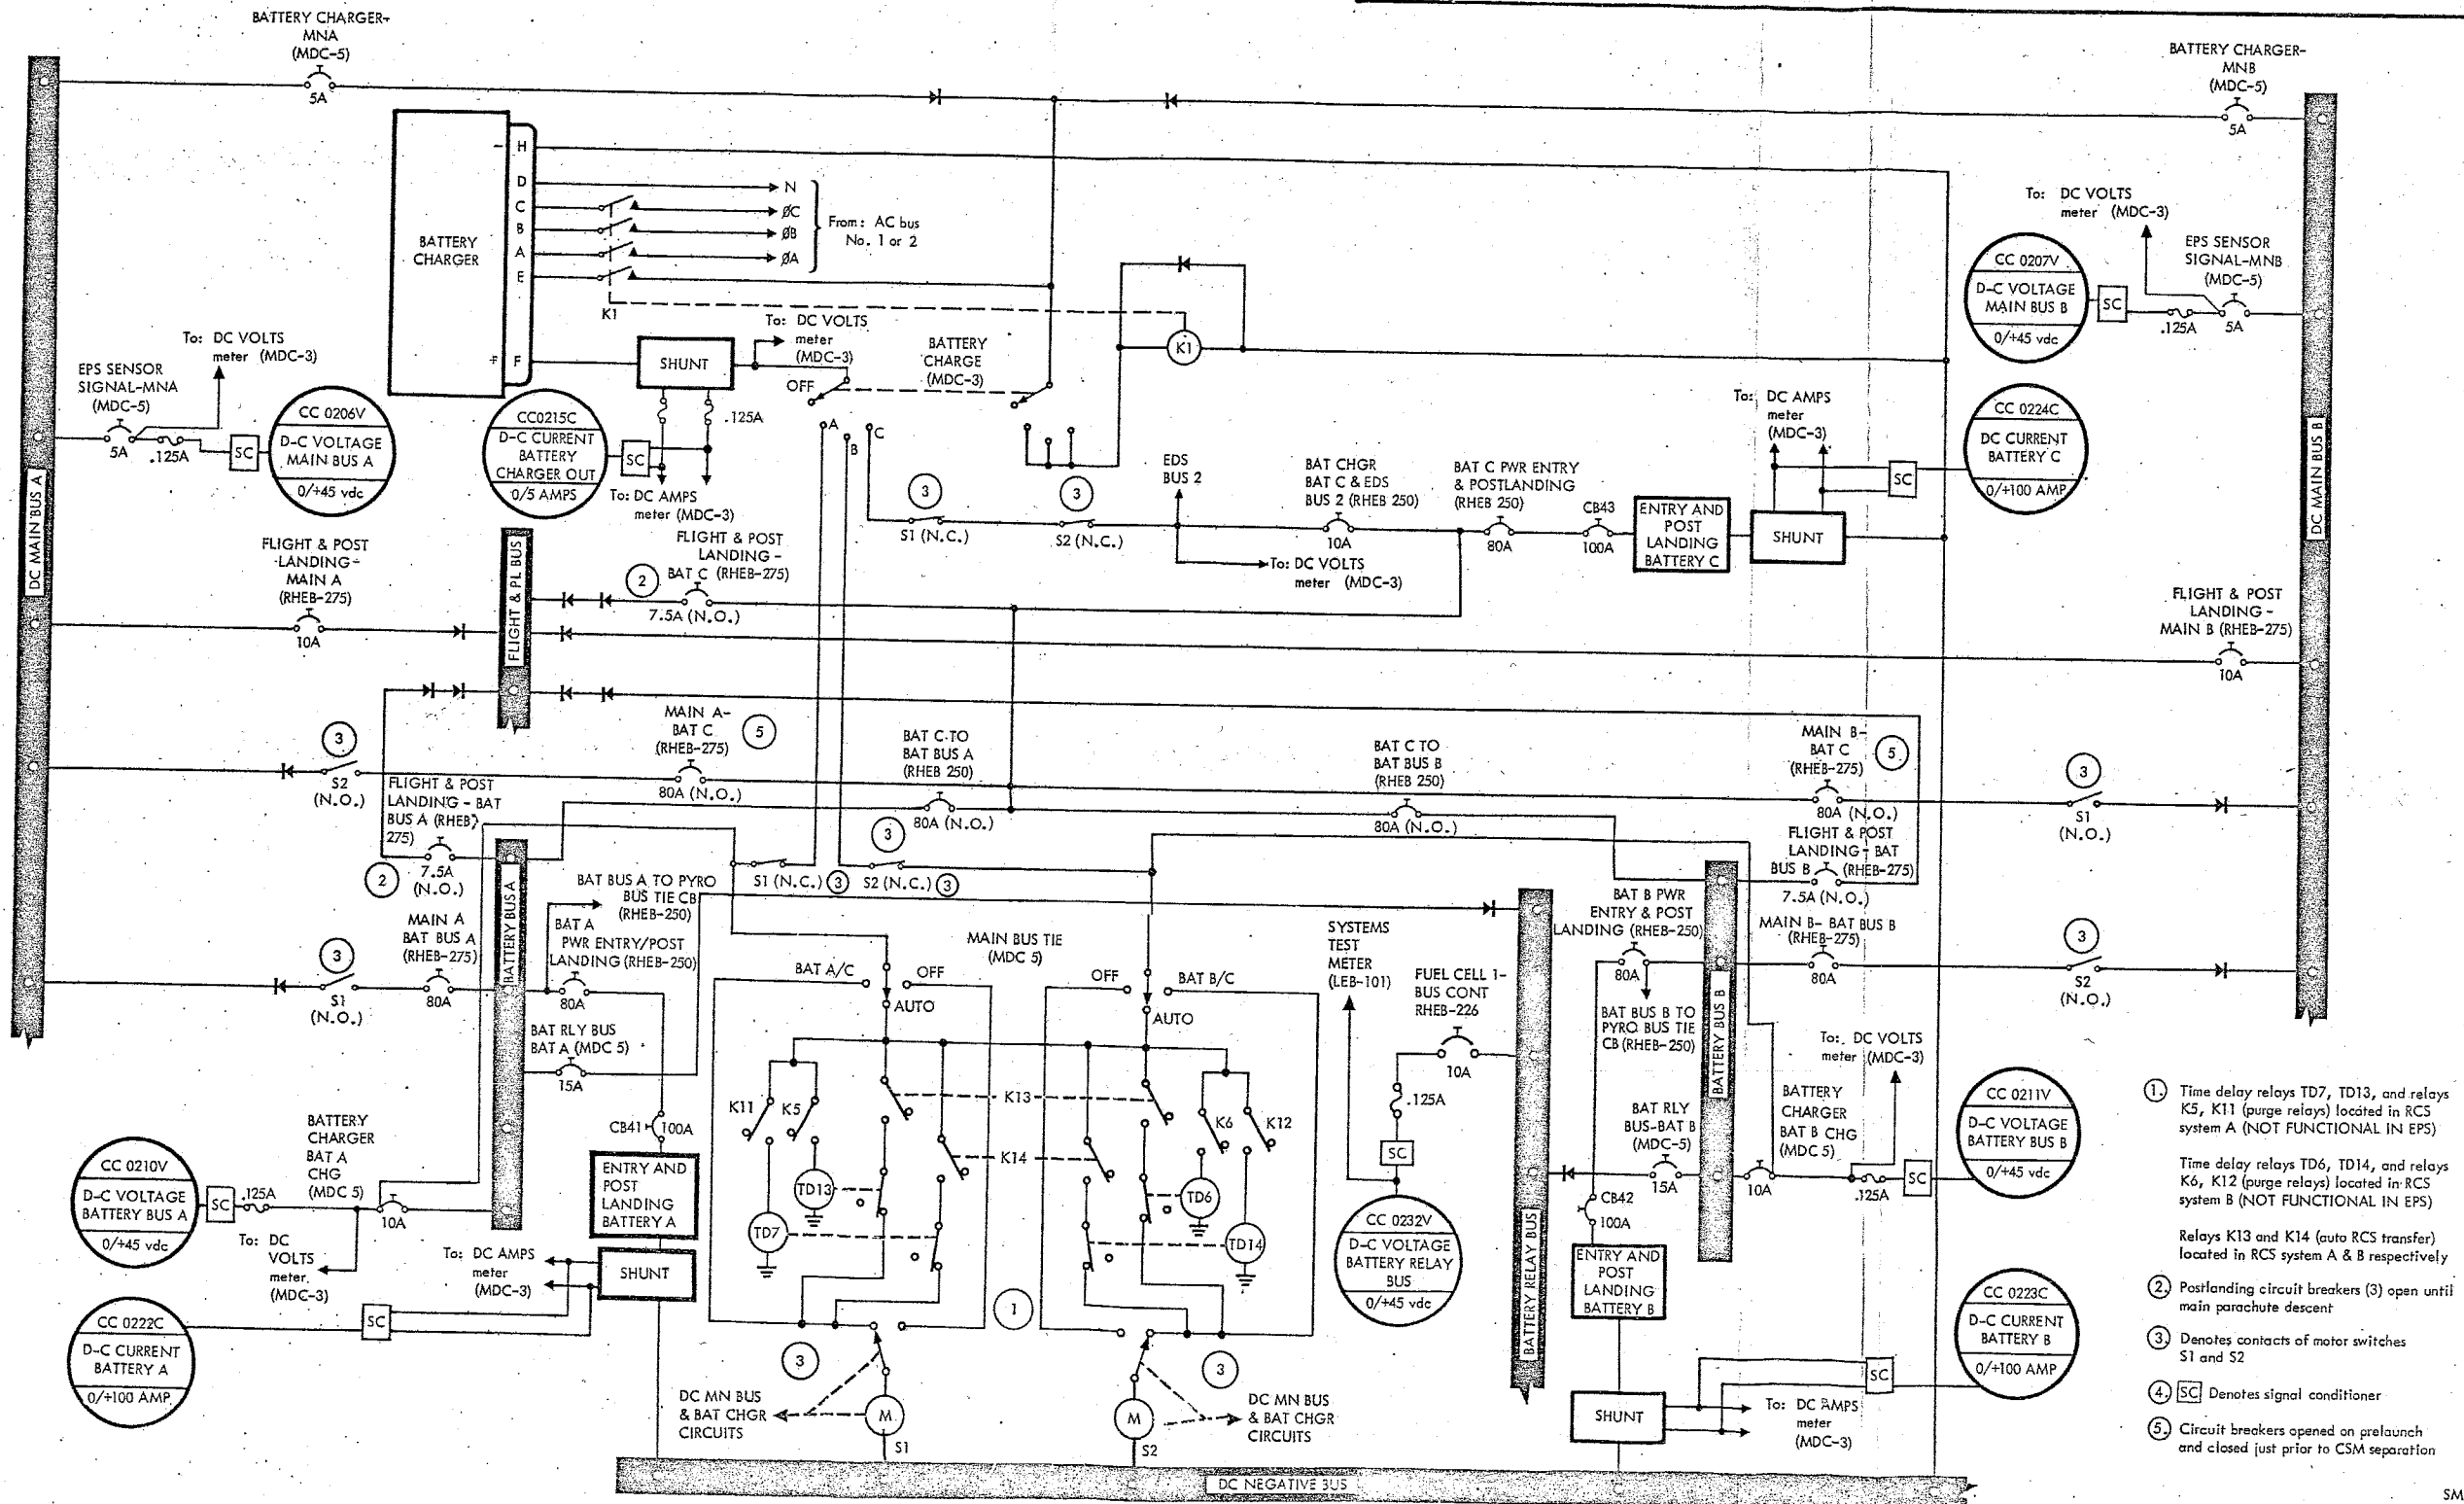 BATTERY CHARGER-
MNA
(MDC-5)
5A
BATTERY CHARGER-
MNB
(MDC-5)
5A
BATTERY
CHARGER
-
H
D
C
B
A
E
+ F
N
ØC
ØB
ØA
From: AC bus
No. 1 or 2
K1
K1
To: DC VOLTS
meter
(MDC-3)
BATTERY
CHARGE
(MDC-3)
SHUNT
OFF
A
B
C
.125A
SC
CC0215C
D-C CURRENT
BATTERY
CHARGER OUT
0/5 AMPS
To: DC AMPS
meter (MDC-3)
EPS SENSOR
SIGNAL-MNA
(MDC-5)
To: DC VOLTS
meter (MDC-3)
5A
.125A
SC
CC 0206V
D-C VOLTAGE
MAIN BUS A
0/+45 vdc
To: DC VOLTS
meter (MDC-3)
EPS SENSOR
SIGNAL-MNB
(MDC-5)
CC 0207V
D-C VOLTAGE
MAIN BUS B
0/+45 vdc
SC
.125A
5A
To: DC AMPS
meter
(MDC-3)
CC 0224C
DC CURRENT
BATTERY C
0/+100 AMP
SC
DC MAIN BUS A
DC MAIN BUS B
EDS
BUS 2
BAT CHGR
BAT C & EDS
BUS 2 (RHEB 250)
10A
BAT C PWR ENTRY
& POSTLANDING
(RHEB 250)
80A
CB43
100A
ENTRY AND
POST
LANDING
BATTERY C
SHUNT
3
S1 (N.C.)
3
S2 (N.C.)
To: DC VOLTS
meter (MDC-3)
FLIGHT & POST
-LANDING-
MAIN A
(RHEB-275)
10A
FLIGHT & PL BUS
FLIGHT & POST
LANDING -
BAT C (RHEB-275)
2
7.5A (N.O.)
FLIGHT & POST
LANDING -
MAIN B (RHEB-275)
10A
3
S2
(N.O.)
MAIN A-
BAT C
(RHEB-275)
5
80A (N.O.)
BAT C TO
BAT BUS A
(RHEB 250)
80A (N.O.)
BAT C TO
BAT BUS B
(RHEB 250)
80A (N.O.)
MAIN B-
BAT C
(RHEB-275)
5
80A (N.O.)
3
S1
(N.O.)
FLIGHT & POST
LANDING - BAT
BUS A (RHEB-
275)
2
7.5A
(N.O.)
BATTERY BUS A
3
S1 (N.C.) 3
S2 (N.C.) 3
FLIGHT & POST
LANDING - BAT
BUS B (RHEB-275)
7.5A (N.O.)
BAT BUS A TO PYRO
BUS TIE CB
(RHEB-250)
BAT A
PWR ENTRY/POST
LANDING (RHEB-250)
80A
MAIN A
BAT BUS A
(RHEB-275)
80A
3
S1
(N.O.)
BAT RLY BUS
BAT A (MDC 5)
15A
MAIN BUS TIE
(MDC 5)
BAT A/C
OFF
AUTO
OFF
BAT B/C
AUTO
K11
K5
K13
K14
K6
K12
TD13
TD7
TD6
TD14
1
SYSTEMS
TEST
METER
(LEB-101)
FUEL CELL 1-
BUS CONT
RHEB-226
10A
.125A
SC
CC 0232V
D-C VOLTAGE
BATTERY RELAY
BUS
0/+45 vdc
BATTERY RELAY BUS
BAT B PWR
ENTRY & POST
LANDING (RHEB-250)
80A
BAT BUS B TO
PYRO BUS TIE
CB (RHEB-250)
BATTERY BUS B
MAIN B- BAT BUS B
(RHEB-275)
80A
3
S2
(N.O.)
To: DC VOLTS
meter (MDC-3)
BAT RLY
BUS-BAT B
(MDC-5)
15A
BATTERY
CHARGER
BAT B CHG
(MDC 5)
10A
.125A
SC
CC 0211V
D-C VOLTAGE
BATTERY BUS B
0/+45 vdc
CB42
100A
ENTRY AND
POST
LANDING
BATTERY B
SHUNT
SC
To: DC AMPS
meter
(MDC-3)
CC 0223C
D-C CURRENT
BATTERY B
0/+100 AMP
CC 0210V
D-C VOLTAGE
BATTERY BUS A
0/+45 vdc
SC
.125A
BATTERY
CHARGER
BAT A
CHG
(MDC 5)
10A
To: DC
VOLTS
meter
(MDC-3)
CB41
100A
ENTRY AND
POST
LANDING
BATTERY A
SHUNT
To: DC AMPS
meter
(MDC-3)
SC
CC 0222C
D-C CURRENT
BATTERY A
0/+100 AMP
3
DC MN BUS
& BAT CHGR
CIRCUITS
M
S1
3
DC MN BUS
& BAT CHGR
CIRCUITS
M
S2
DC NEGATIVE BUS
1. Time delay relays TD7, TD13, and relays
K5, K11 (purge relays) located in RCS
system A (NOT FUNCTIONAL IN EPS)
Time delay relays TD6, TD14, and relays
K6, K12 (purge relays) located in RCS
system B (NOT FUNCTIONAL IN EPS)
Relays K13 and K14 (auto RCS transfer)
located in RCS system A & B respectively
2. Postlanding circuit breakers (3) open until
main parachute descent
3. Denotes contacts of motor switches
S1 and S2
4. SC Denotes signal conditioner
5. Circuit breakers opened on prelaunch
and closed just prior to CSM separation
SM